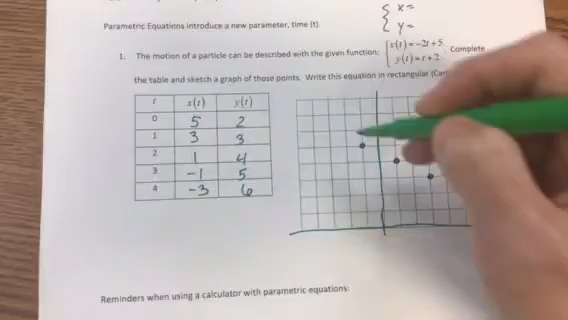 Parametric Equations introduce a new parameter, time (t).
{ x=
y=
1. The motion of a particle can be described with the given function: { x(t)=-2t+5 . Complete
y(t)=t+2
the table and sketch a graph of those points. Write this equation in rectangular
t x(t) y(t)
0 5 2
1 3 3
2 1 4
3 -1 5
4 -3 6
Reminders when using a calculator with parametric equations: